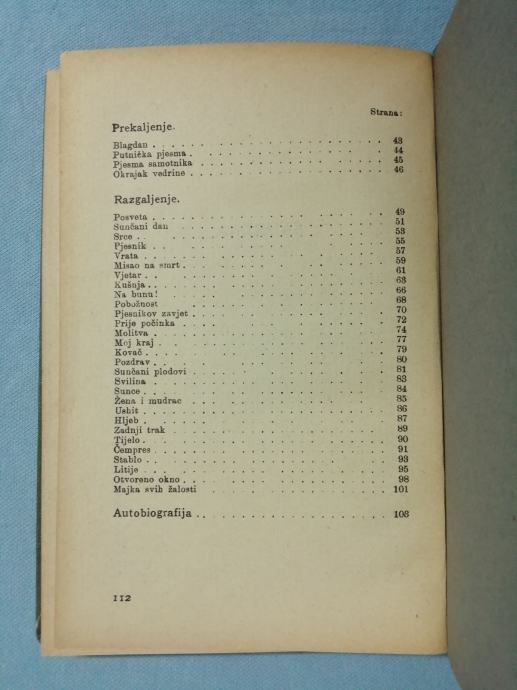 Strana:
Prekaljenje.
Blagdan . . . . . . . . . . . . . . . . 43
Putnička pjesma . . . . . . . . . . . . . . . . 44
Pjesma samotnika . . . . . . . . . . . . . . . . 45
Okrajak vedrine . . . . . . . . . . . . . . . . 46
Razgaljenje.
Posveta . . . . . . . . . . . . . . . . 49
Sunčani dan . . . . . . . . . . . . . . . . 51
Srce . . . . . . . . . . . . . . . . 53
Pjesnik . . . . . . . . . . . . . . . . 55
Vrata . . . . . . . . . . . . . . . . 57
Misao na smrt . . . . . . . . . . . . . . . . 59
Vjetar . . . . . . . . . . . . . . . . 61
Kušnja . . . . . . . . . . . . . . . . 63
Na bunu! . . . . . . . . . . . . . . . . 66
Pobožnost . . . . . . . . . . . . . . . . 68
Pjesnikov zavjet . . . . . . . . . . . . . . . . 70
Prije počinka . . . . . . . . . . . . . . . . 72
Molitva . . . . . . . . . . . . . . . . 74
Moj kraj . . . . . . . . . . . . . . . . 77
Kovač . . . . . . . . . . . . . . . . 79
Pozdrav . . . . . . . . . . . . . . . . 80
Sunčani plodovi . . . . . . . . . . . . . . . . 81
Svilina . . . . . . . . . . . . . . . . 83
Sunce . . . . . . . . . . . . . . . . 84
Žena i mudrac . . . . . . . . . . . . . . . . 85
Ushit . . . . . . . . . . . . . . . . 86
Hljeb . . . . . . . . . . . . . . . . 87
Zadnji trak . . . . . . . . . . . . . . . . 89
Tijelo . . . . . . . . . . . . . . . . 90
Čempres . . . . . . . . . . . . . . . . 91
Stablo . . . . . . . . . . . . . . . . 93
Litije . . . . . . . . . . . . . . . . 95
Otvoreno okno . . . . . . . . . . . . . . . . 98
Majka svih žalosti . . . . . . . . . . . . . . . . 101
Autobiografija . . . . . . . . . . . . . . . . 103
112